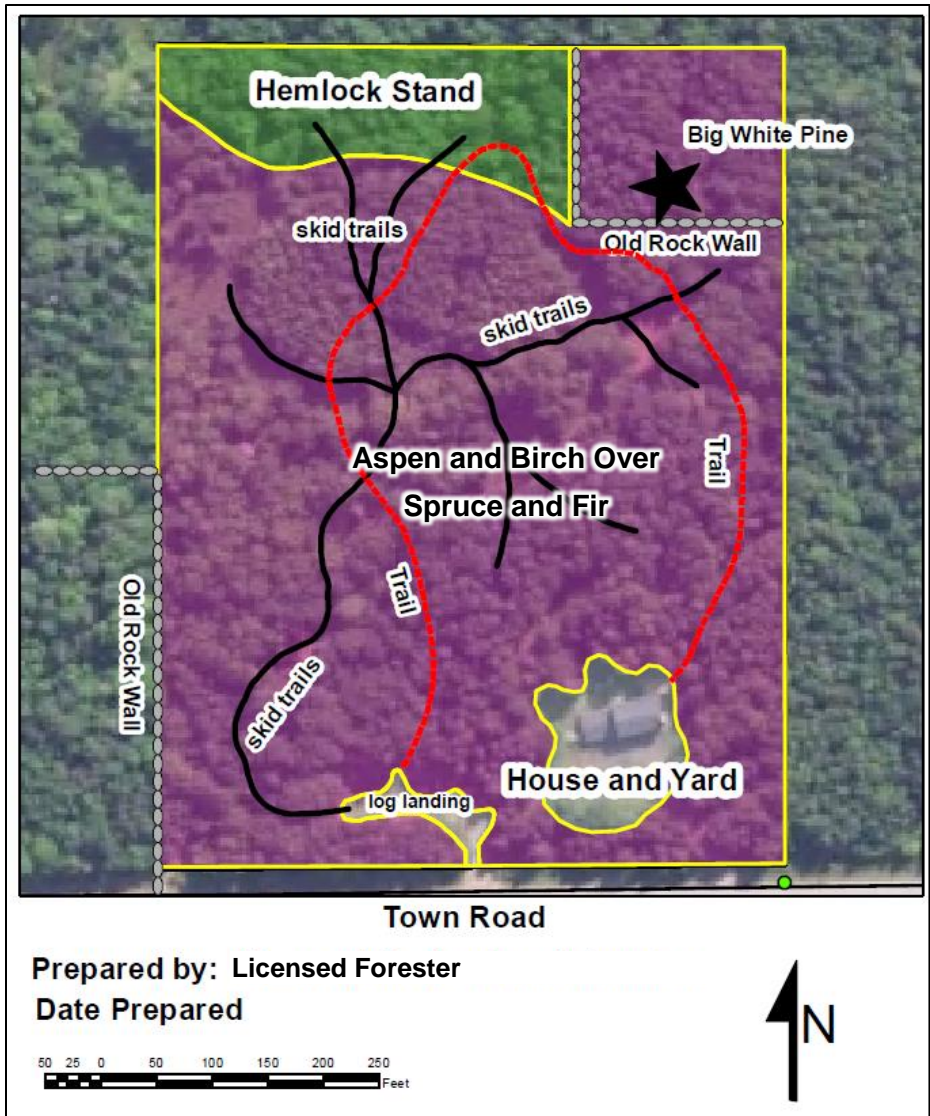 Hemlock Stand
Big White Pine
skid trails
Old Rock Wall
skid trails
Aspen and Birch Over
Spruce and Fir
Trail
Trail
Old Rock Wall
skid trails
House and Yard
log landing
Town Road
Prepared by: Licensed Forester
Date Prepared
N
50 25 0 50 100 150 200 250
Feet